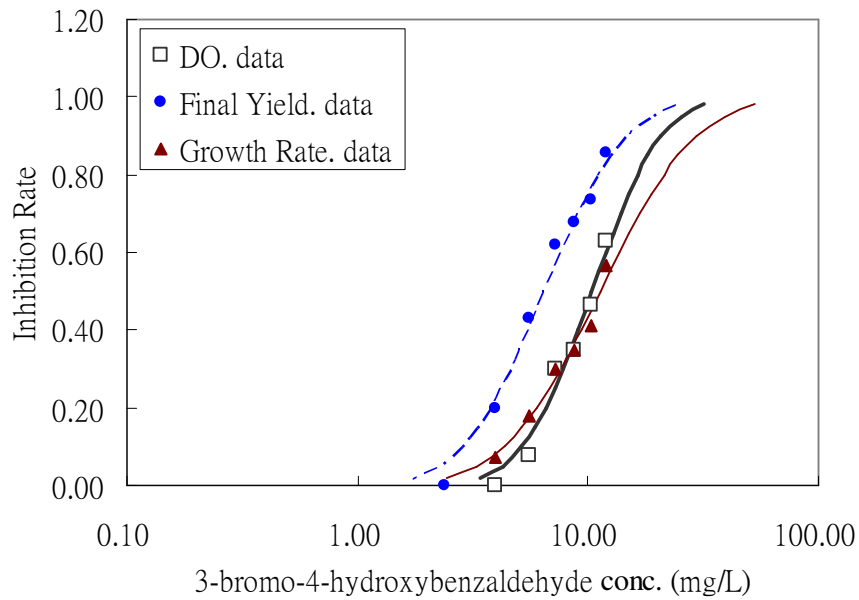 1.20
1.00
0.80
0.60
0.40
0.20
0.00
Inhibition Rate
DO. data
Final Yield. data
Growth Rate. data
0.10 1.00 10.00 100.00
3-bromo-4-hydroxybenzaldehyde conc. (mg/L)